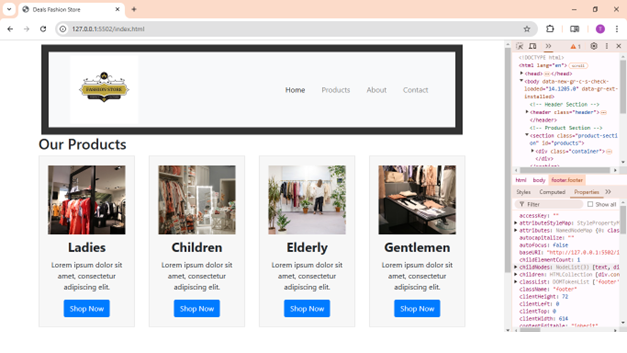 Deals Fashion Store
127.0.0.1:5502/index.html
FASHION STORE
Home Products About Contact
Our Products
Ladies Children Elderly Gentlemen
Lorem ipsum dolor sit amet, consectetur adipiscing elit.
Lorem ipsum dolor sit amet, consectetur adipiscing elit.
Lorem ipsum dolor sit amet, consectetur adipiscing elit.
Lorem ipsum dolor sit amet, consectetur adipiscing elit.
Shop Now Shop Now Shop Now Shop Now
1
<!DOCTYPE html>
<html lang="en"> scroll
<head> </head>
<body data-new-gr-c-s-check-
loaded="14.1205.0" data-gr-ext-
installed>
<!-- Header Section -->
<header class="header">
</header>
<!-- Product Section -->
<div class="product-sect
ion" id="products">
<div class="container">
</div>
html body footer.footer
Styles Computed Properties
Filter Show all
accessKey: ""
attributeStyleMap: StylePropertyM
attributes: NamedNodeMap {0: class
autocapitalize: ""
autofocus: false
baseURI: "http://127.0.0.1:5502/i
childElementCount: 1
childNodes: NodeList(3) [text, di
children: HTMLCollection [div.con
classList: DOMTokenList ['footer'
className: "footer"
clientHeight: 72
clientLeft: 0
clientTop: 0
clientWidth: 614
contentEditable: "inherit"